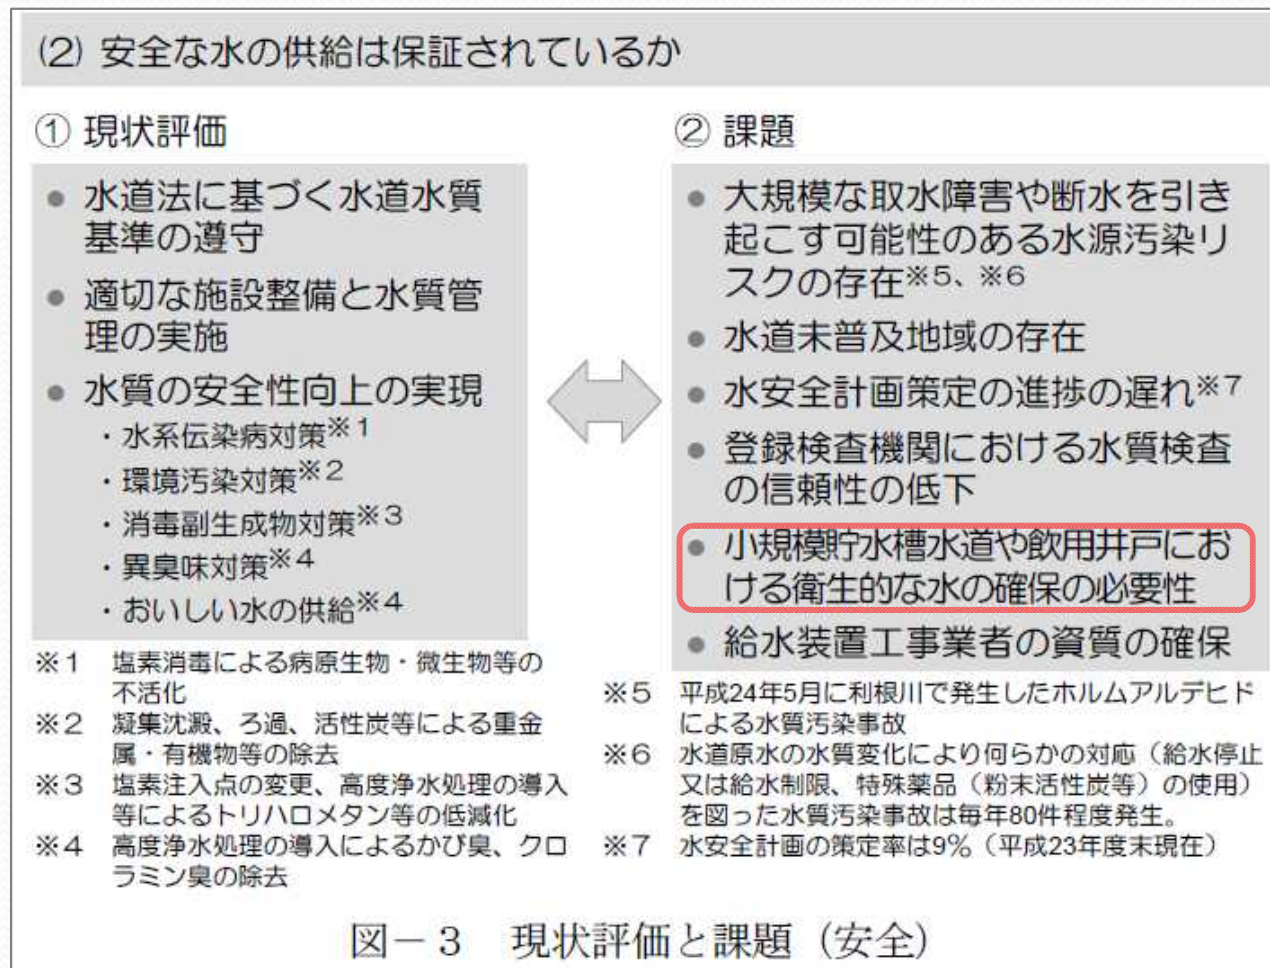 (2) 安全な水の供給は保証されているか
① 現状評価
● 水道法に基づく水道水質
基準の遵守
● 適切な施設整備と水質管
理の実施
● 水質の安全性向上の実現
・水系伝染病対策※1
・環境汚染対策※2
・消毒副生成物対策※3
・異臭味対策※4
・おいしい水の供給※4
※1 塩素消毒による病原生物・微生物等の
不活化
※2 凝集沈澱、ろ過、活性炭等による重金
属・有機物等の除去
※3 塩素注入点の変更、高度浄水処理の導入
等によるトリハロメタン等の低減化
※4 高度浄水処理の導入によるかび臭、クロ
ラミン臭の除去
② 課題
● 大規模な取水障害や断水を引き
起こす可能性のある水源汚染リ
スクの存在※5、※6
● 水道未普及地域の存在
● 水安全計画策定の進捗の遅れ※7
● 登録検査機関における水質検査
の信頼性の低下
● 小規模貯水槽水道や飲用井戸にお
ける衛生的な水の確保の必要性
● 給水装置工事業者の資質の確保
※5 平成24年5月に利根川で発生したホルムアルデヒド
による水質汚染事故
※6 水道原水の水質変化により何らかの対応（給水停止
又は給水制限、特殊薬品（粉末活性炭等）の使用）
を図った水質汚染事故は毎年80件程度発生。
※7 水安全計画の策定率は9%（平成23年度末現在）
図－3 現状評価と課題（安全）